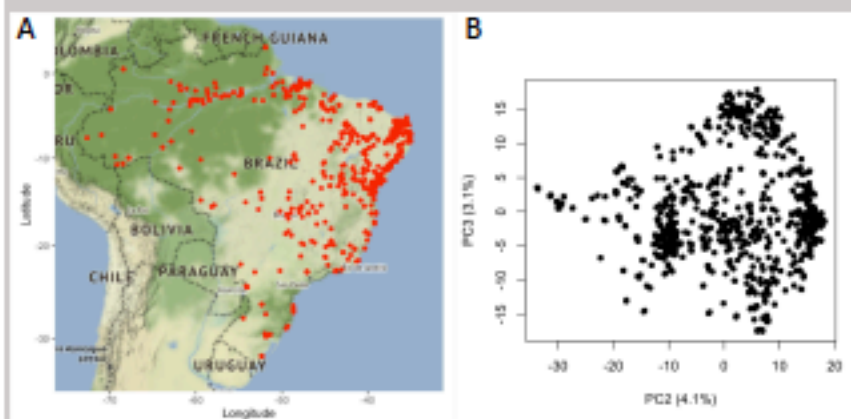 A
B
FRENCH GUIANA
BRAZIL
BOLIVIA
CHILE
PARAGUAY
URUGUAY
0
-10
-20
-30
Latitude
-70
-60
-50
-40
Longitude
15
10
5
0
-5
-10
-15
PC3 (3.1%)
-30
-20
-10
0
10
20
PC2 (4.1%)